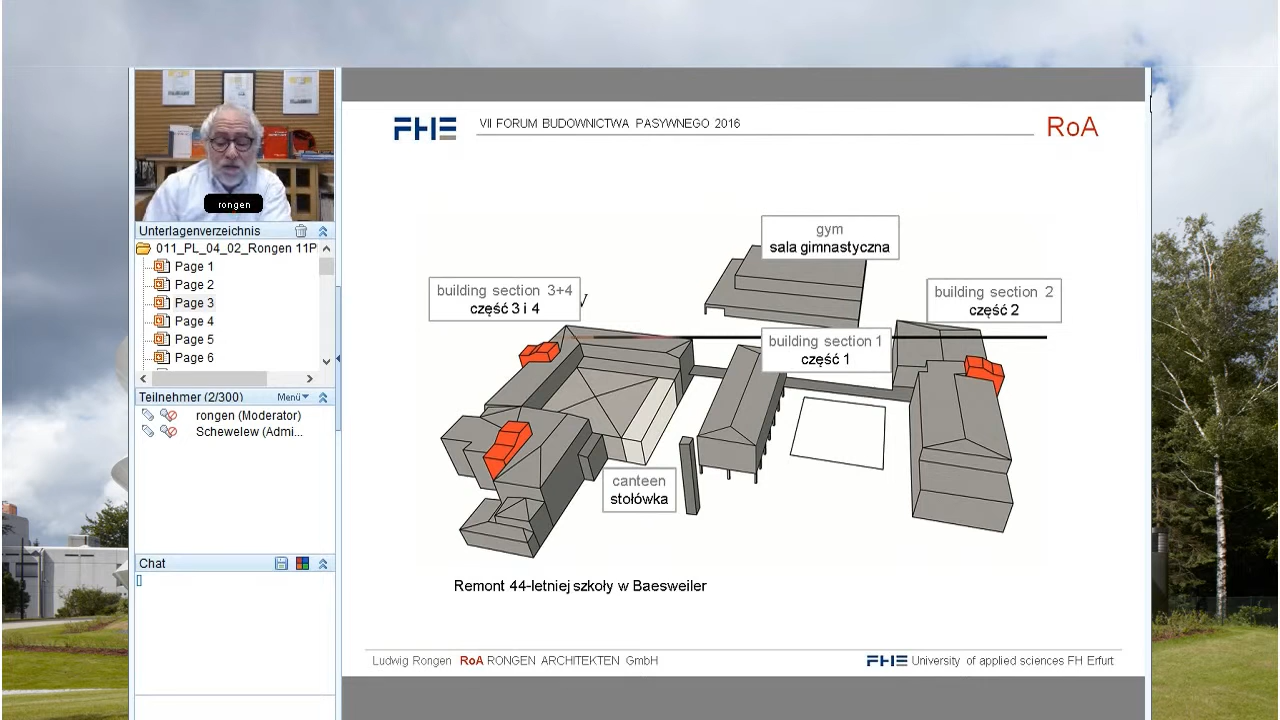 rongen
Unterlagenverzeichnis
011_PL_04_02_Rongen 11P
Page 1
Page 2
Page 3
Page 4
Page 5
Page 6
Teilnehmer (2/300)
Menü
rongen (Moderator)
Schewelew (Admi...
Chat
FHE
VII FORUM BUDOWNICTWA PASYWNEGO 2016
RoA
gym
sala gimnastyczna
building section 3+4
część 3 i 4
building section 2
część 2
building section 1
część 1
canteen
stołówka
Remont 44-letniej szkoły w Baesweiler
Ludwig Rongen RoA RONGEN ARCHITEKTEN GmbH
FHE University of applied sciences FH Erfurt